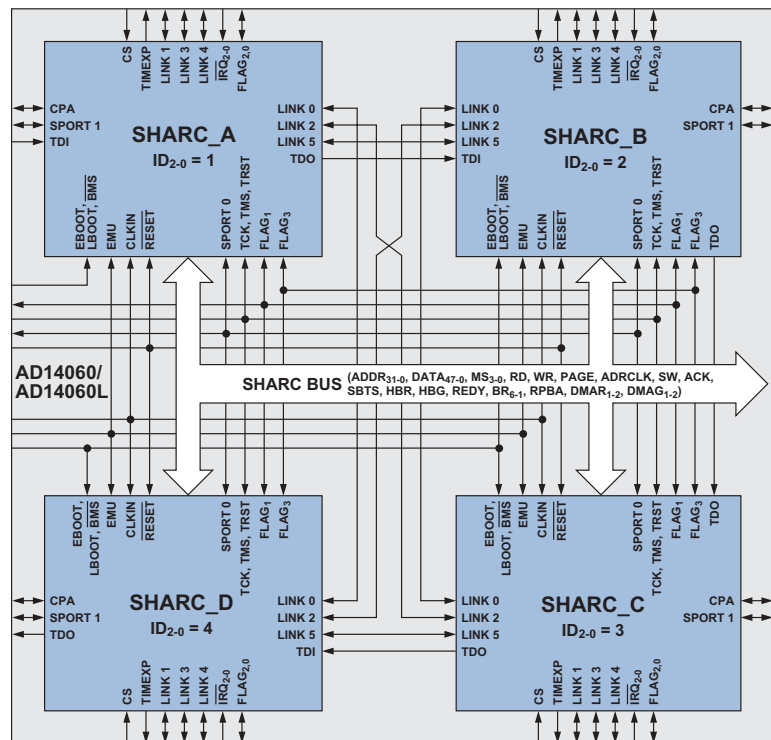 CS
TIMEXP
LINK 1
LINK 3
LINK 4
IRQ2-0
FLAG2,0
CPA
SPORT 1
TDI
SHARC_A
ID2-0 = 1
LINK 0
LINK 2
LINK 5
TDO
EBOOT,
LBOOT, BMS
EMU
CLKIN
RESET
SPORT 0
TCK, TMS, TRST
FLAG1
FLAG3
CS
TIMEXP
LINK 1
LINK 3
LINK 4
IRQ2-0
FLAG2,0
LINK 0
LINK 2
LINK 5
TDI
SHARC_B
ID2-0 = 2
CPA
SPORT 1
EBOOT,
LBOOT, BMS
EMU
CLKIN
RESET
SPORT 0
TCK, TMS, TRST
FLAG1
FLAG3
TDO
AD14060/
AD14060L
SHARC BUS (ADDR31-0, DATA47-0, MS3-0, RD, WR, PAGE, ADRCLK, SW, ACK,
SBTS, HBR, HBG, REDY, BR6-1, RPBA, DMAR1-2, DMAG1-2)
EBOOT,
LBOOT, BMS
EMU
CLKIN
RESET
SPORT 0
TCK, TMS, TRST
FLAG1
FLAG3
CPA
SPORT 1
TDO
SHARC_D
ID2-0 = 4
LINK 0
LINK 2
LINK 5
TDI
CS
TIMEXP
LINK 1
LINK 3
LINK 4
IRQ2-0
FLAG2,0
EBOOT,
LBOOT, BMS
EMU
CLKIN
RESET
SPORT 0
TCK, TMS, TRST
FLAG1
FLAG3
TDO
LINK 0
LINK 2
LINK 5
TDO
SHARC_C
ID2-0 = 3
CPA
SPORT 1
CS
TIMEXP
LINK 1
LINK 3
LINK 4
IRQ2-0
FLAG2,0